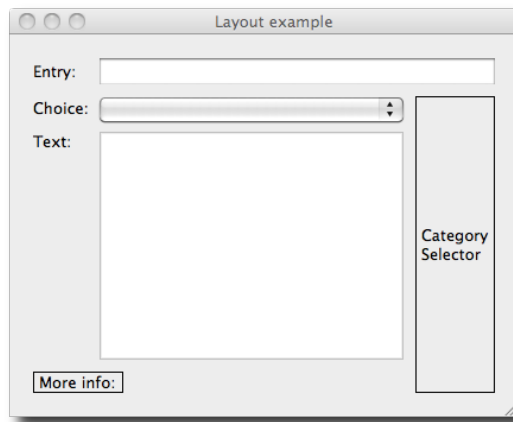 Layout example
Entry:
Choice:
Text:
Category
Selector
More info: